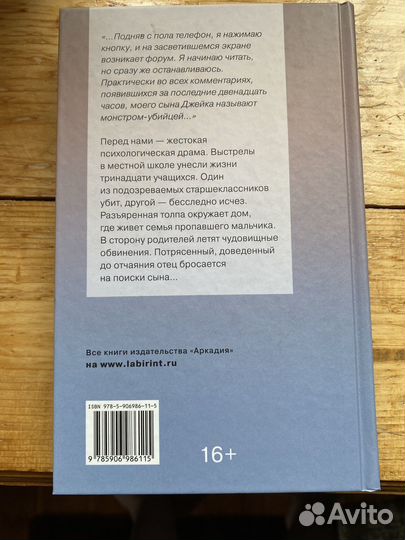 «...Подняв с пола телефон, я нажимаю
кнопку, и на засветившемся экране
возникает форум. Я начинаю читать,
но сразу же останавливаюсь.
Практически во всех комментариях,
появившихся за последние двенадцать
часов, моего сына Джейка называют
монстром-убийцей...»
Перед нами — жестокая
психологическая драма. Выстрелы
в местной школе унесли жизни
тринадцати учащихся. Один
из подозреваемых старшеклассников
убит, другой — бесследно исчез.
Разъяренная толпа окружает дом,
где живет семья пропавшего мальчика.
В сторону родителей летят чудовищные
обвинения. Потрясенный, доведенный
до отчаяния отец бросается
на поиски сына...
Все книги издательства «Аркадия»
на www.labirint.ru
ISBN 978-5-906986-11-5
9 785906 986115
16+
Avito